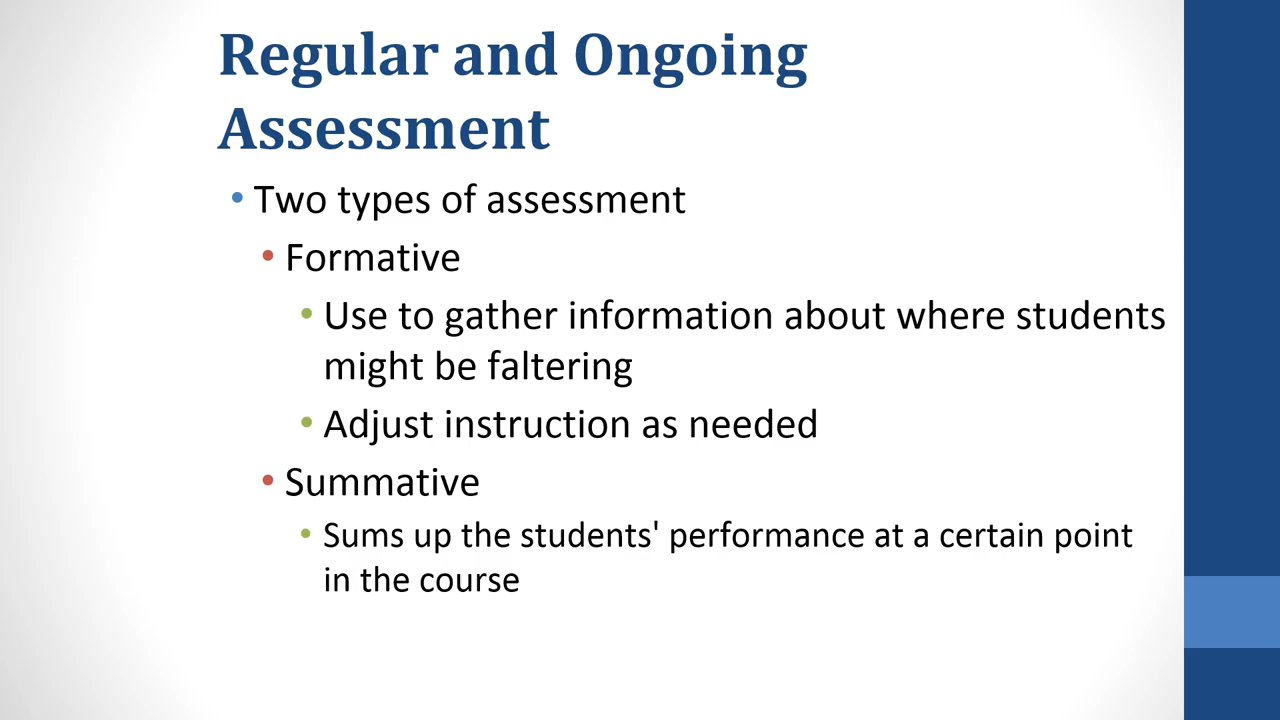 Regular and Ongoing
Assessment
• Two types of assessment
• Formative
• Use to gather information about where students
might be faltering
• Adjust instruction as needed
• Summative
• Sums up the students' performance at a certain point
in the course